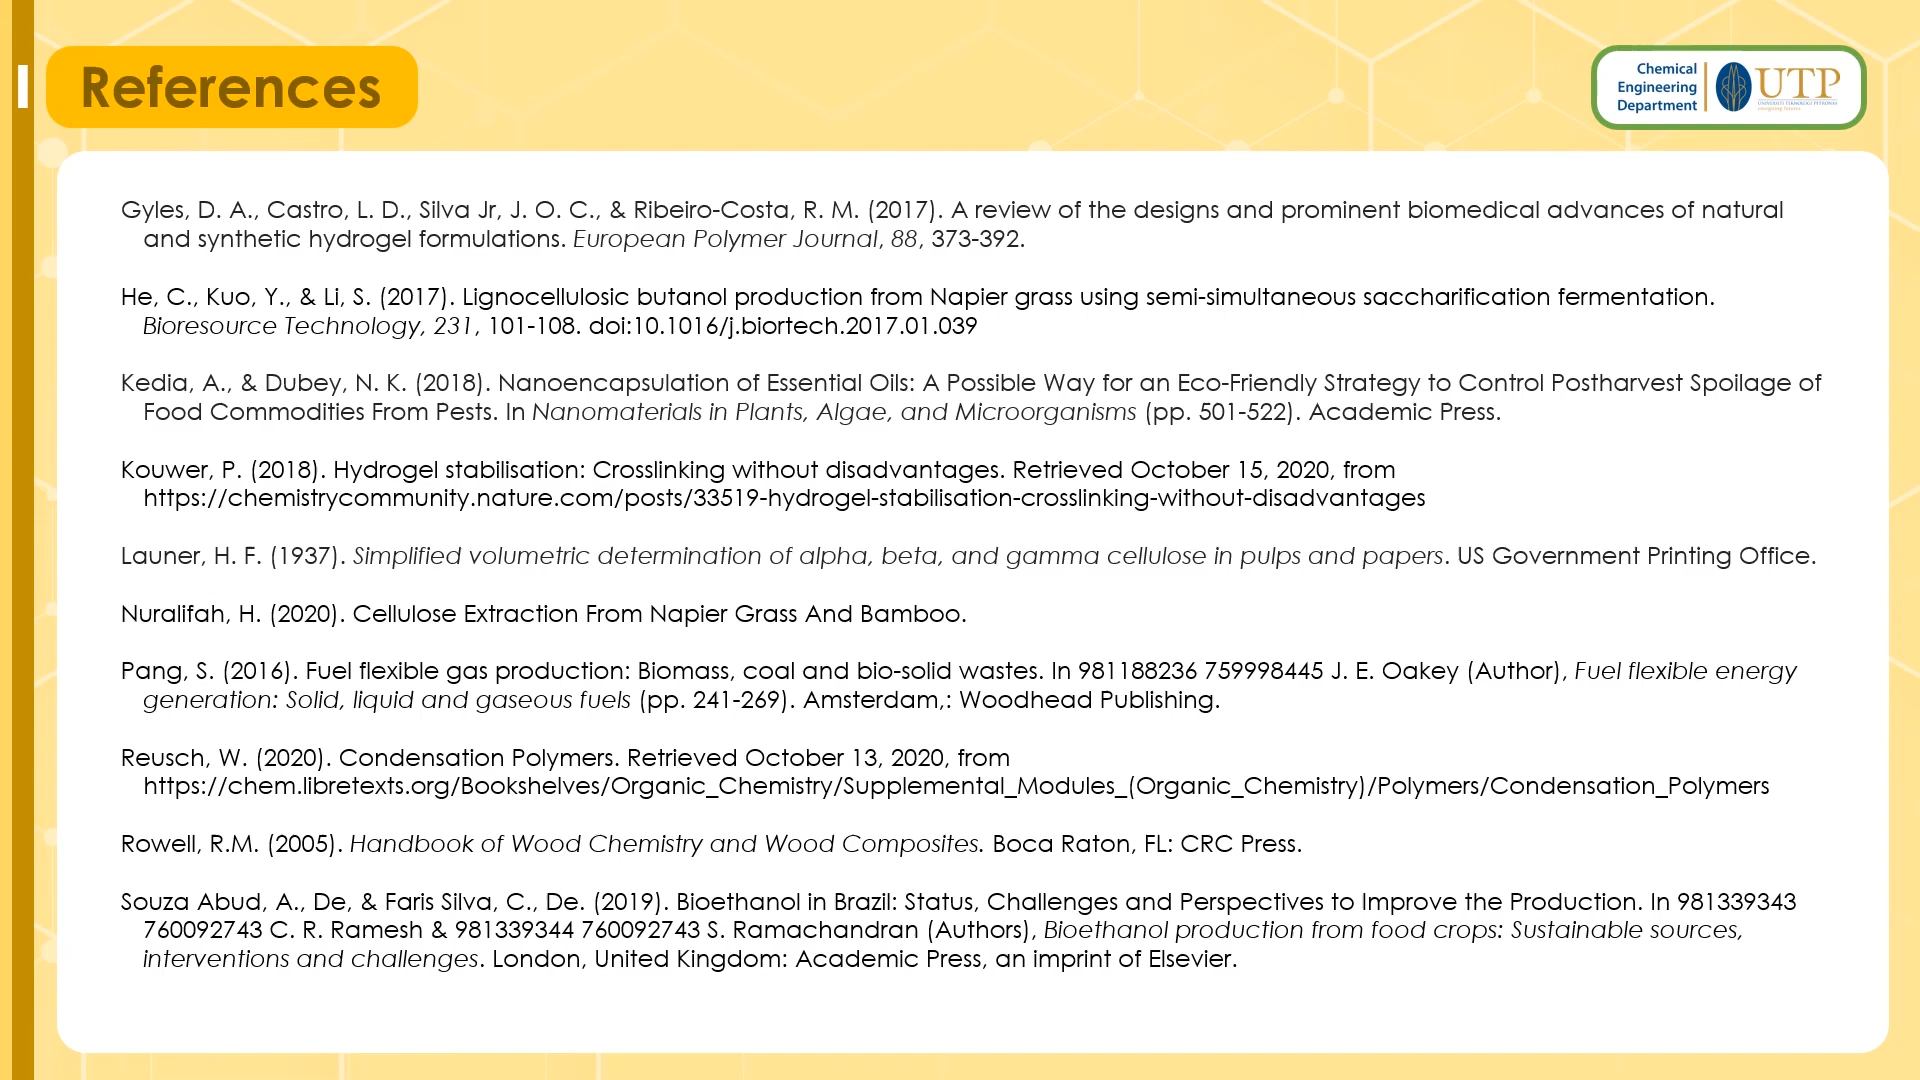 References
Chemical
Engineering
Department
UTP
UNIVERSITI TEKNOLOGI PETRONAS
Gyles, D. A., Castro, L. D., Silva Jr, J. O. C., & Ribeiro-Costa, R. M. (2017). A review of the designs and prominent biomedical advances of natural
and synthetic hydrogel formulations. European Polymer Journal, 88, 373-392.
He, C., Kuo, Y., & Li, S. (2017). Lignocellulosic butanol production from Napier grass using semi-simultaneous saccharification fermentation.
Bioresource Technology, 231, 101-108. doi:10.1016/j.biortech.2017.01.039
Kedia, A., & Dubey, N. K. (2018). Nanoencapsulation of Essential Oils: A Possible Way for an Eco-Friendly Strategy to Control Postharvest Spoilage of
Food Commodities From Pests. In Nanomaterials in Plants, Algae, and Microorganisms (pp. 501-522). Academic Press.
Kouwer, P. (2018). Hydrogel stabilisation: Crosslinking without disadvantages. Retrieved October 15, 2020, from
https://chemistrycommunity.nature.com/posts/33519-hydrogel-stabilisation-crosslinking-without-disadvantages
Launer, H. F. (1937). Simplified volumetric determination of alpha, beta, and gamma cellulose in pulps and papers. US Government Printing Office.
Nuralifah, H. (2020). Cellulose Extraction From Napier Grass And Bamboo.
Pang, S. (2016). Fuel flexible gas production: Biomass, coal and bio-solid wastes. In 981188236 759998445 J. E. Oakey (Author), Fuel flexible energy
generation: Solid, liquid and gaseous fuels (pp. 241-269). Amsterdam,: Woodhead Publishing.
Reusch, W. (2020). Condensation Polymers. Retrieved October 13, 2020, from
https://chem.libretexts.org/Bookshelves/Organic_Chemistry/Supplemental_Modules_(Organic_Chemistry)/Polymers/Condensation_Polymers
Rowell, R.M. (2005). Handbook of Wood Chemistry and Wood Composites. Boca Raton, FL: CRC Press.
Souza Abud, A., De, & Faris Silva, C., De. (2019). Bioethanol in Brazil: Status, Challenges and Perspectives to Improve the Production. In 981339343
760092743 C. R. Ramesh & 981339344 760092743 S. Ramachandran (Authors), Bioethanol production from food crops: Sustainable sources,
interventions and challenges. London, United Kingdom: Academic Press, an imprint of Elsevier.